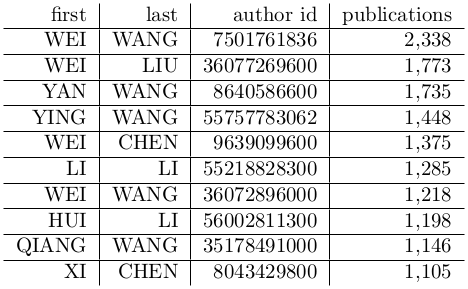 first last author id publications
WEI WANG 7501761836 2,338
WEI LIU 36077269600 1,773
YAN WANG 8640586600 1,735
YING WANG 55757783062 1,448
WEI CHEN 9639099600 1,375
LI LI 55218828300 1,285
WEI WANG 36072896000 1,218
HUI LI 56002811300 1,198
QIANG WANG 35178491000 1,146
XI CHEN 8043429800 1,105